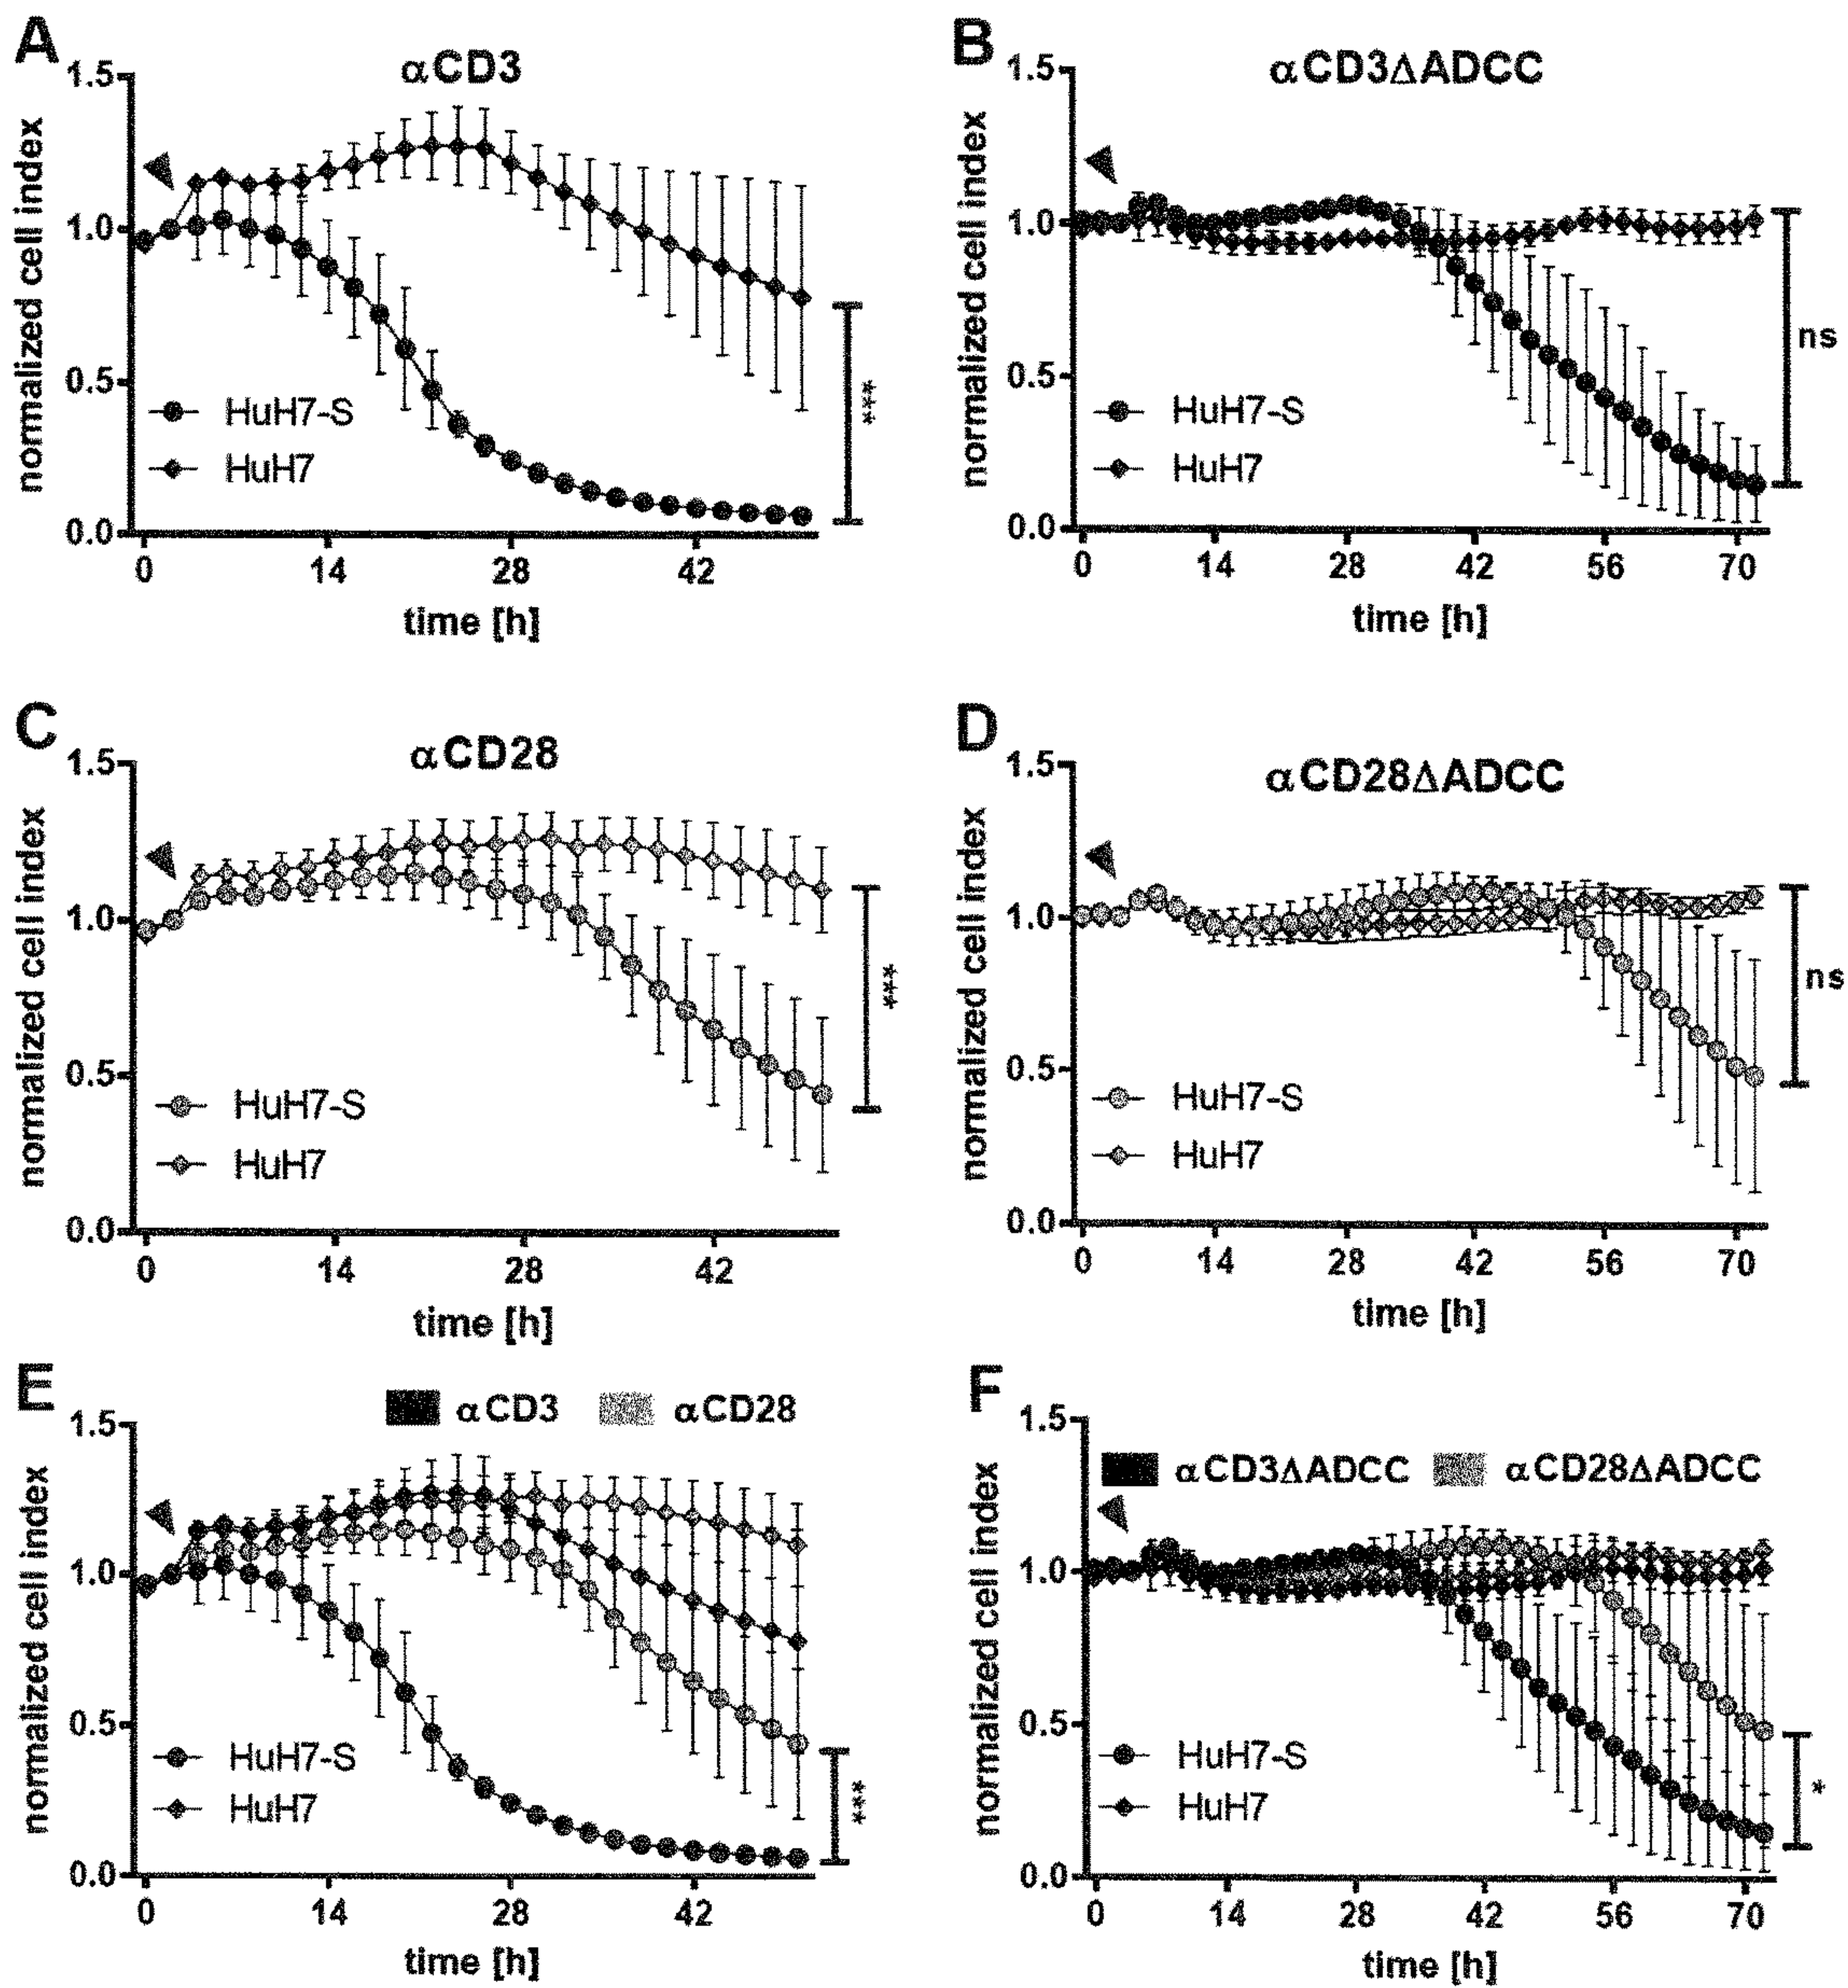 A
αCD3
normalized cell index
1.5
1.0
0.5
0.0
HuH7-S
HuH7
***
0 14 28 42
time [h]
B
αCD3ΔADCC
normalized cell index
1.5
1.0
0.5
0.0
HuH7-S
HuH7
ns
0 14 28 42 56 70
time [h]
C
αCD28
normalized cell index
1.5
1.0
0.5
0.0
HuH7-S
HuH7
***
0 14 28 42
time [h]
D
αCD28ΔADCC
normalized cell index
1.5
1.0
0.5
0.0
HuH7-S
HuH7
ns
0 14 28 42 56 70
time [h]
E
αCD3 αCD28
normalized cell index
1.5
1.0
0.5
0.0
HuH7-S
HuH7
***
0 14 28 42
time [h]
F
αCD3ΔADCC αCD28ΔADCC
normalized cell index
1.5
1.0
0.5
0.0
HuH7-S
HuH7
*
0 14 28 42 56 70
time [h]